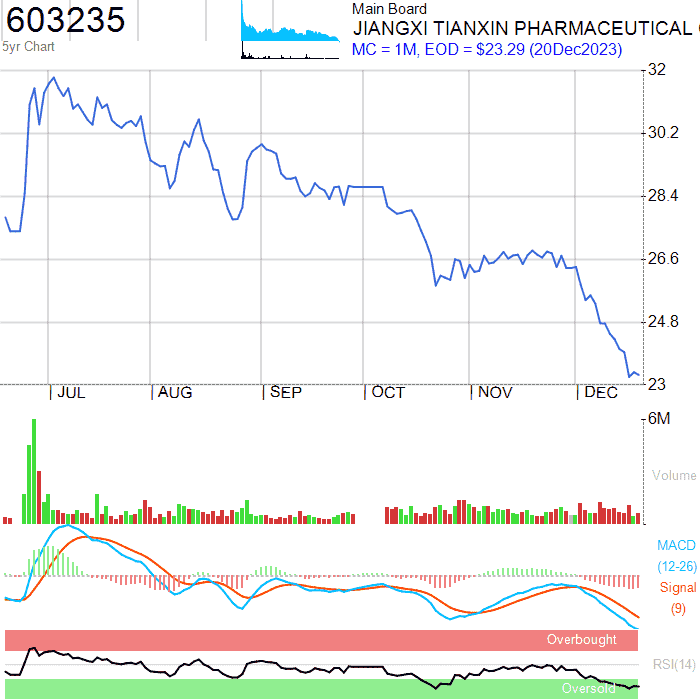 603235
5yr Chart
Main Board
JIANGXI TIANXIN PHARMACEUTICAL
MC = 1M, EOD = $23.29 (20Dec2023)
32
30.2
28.4
26.6
24.8
23
JUL
AUG
SEP
OCT
NOV
DEC
6M
Volume
MACD
(12-26)
Signal
(9)
Overbought
RSI(14)
Oversold